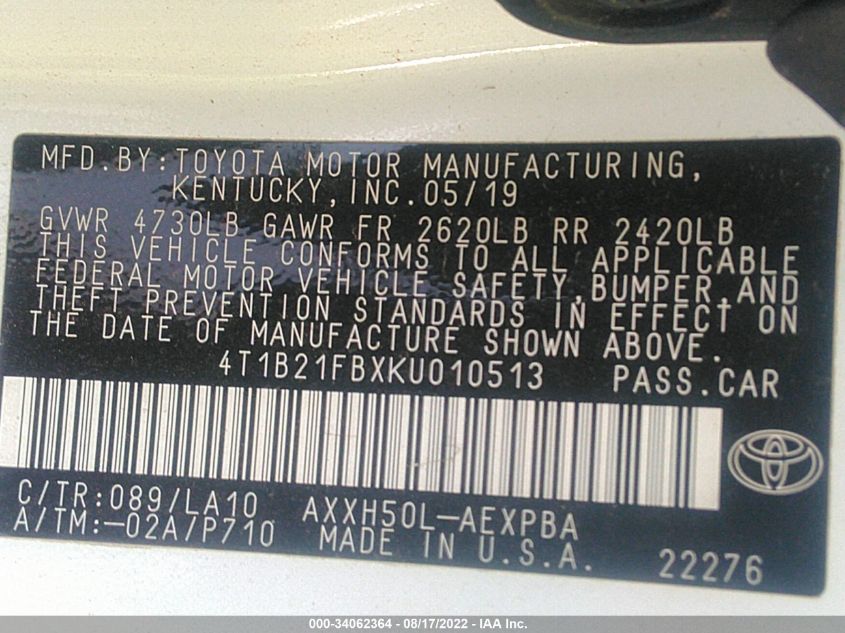 MFD.BY:TOYOTA MOTOR MANUFACTURING,
KENTUCKY,INC.05/19
GVWR 4730LB GAWR FR 2620LB RR 2420LB
THIS VEHICLE CONFORMS TO ALL APPLICABLE
FEDERAL MOTOR VEHICLE SAFETY,BUMPER,AND
THEFT PREVENTION STANDARDS IN EFFECT ON
THE DATE OF MANUFACTURE SHOWN ABOVE.
4T1B21FBXKU010513 PASS.CAR
C/TR:089/LA10 AXXH50L-AEXPBA
A/TM:-02A/P710 MADE IN U.S.A. 22276
000-34062364 - 08/17/2022 - IAA Inc.